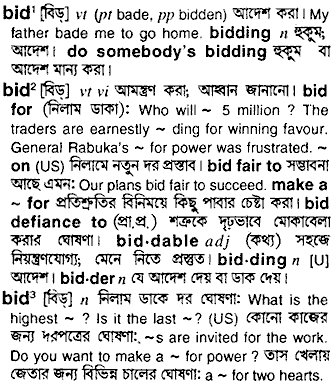 bid¹ [বিড্] vt (pt bade, pp bidden) আদেশ করা। My
father bade me to go home. bidding n হুকুম;
আদেশ। do somebody's bidding হুকুম বা
আদেশ মান্য করা।
bid² [বিড্] vt vi আমন্ত্রণ করা; আহ্বান জানানো। bid
for (নিলাম ডাকা): Who will ~ 5 million ? The
traders are earnestly ~ ding for winning favour.
General Rabuka's ~ for power was frustrated. ~
on (US) নিলামে নতুন দর প্রস্তাব। bid fair to সম্ভাবনা
আছে এমন: Our plans bid fair to succeed. make a
~ for প্রতিশ্রুতির বিনিময়ে কিছু পাবার চেষ্টা করা। bid
defiance to (প্রা.প্র.) শত্রুকে দৃঢ়ভাবে মোকাবেলা
করার ঘোষণা। bid·dable adj (কথ্য) সহজে
নিয়ন্ত্রণযোগ্য; মেনে নিতে প্রস্তুত। bid·ding n [U]
আদেশ। bid·der n যে আদেশ দেয় বা ডাক দেয়।
bid³ [বিড্] n নিলাম ডাকে দর ঘোষণা: What is the
highest ~ ? Is it the last ~? (US) কোনো কাজের
জন্য দরপত্রের ঘোষণা: ~s are invited for the work.
Do you want to make a ~ for power ? তাস খেলায়
জেতার জন্য বিভিন্ন চালের ঘোষণা: a ~ for two hearts.